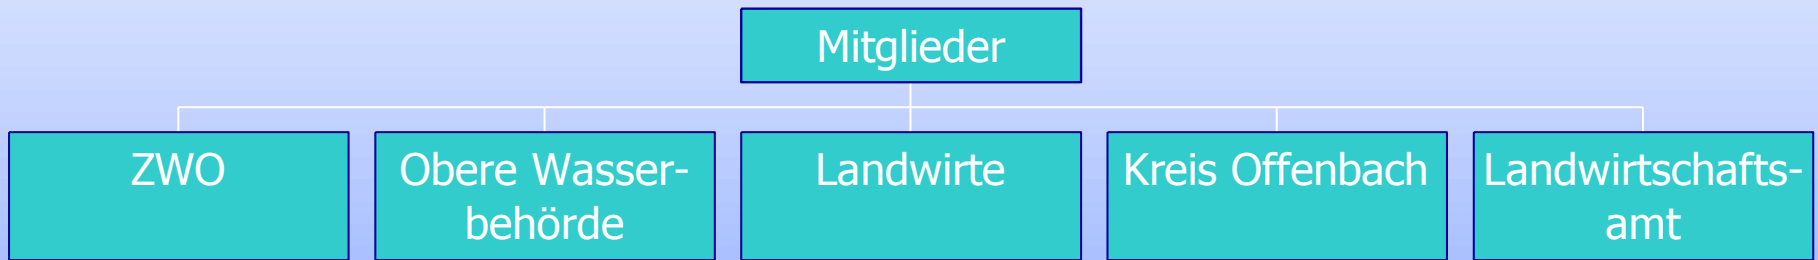 Mitglieder
ZWO
Obere Wasser-
behörde
Landwirte
Kreis Offenbach
Landwirtschafts-
amt